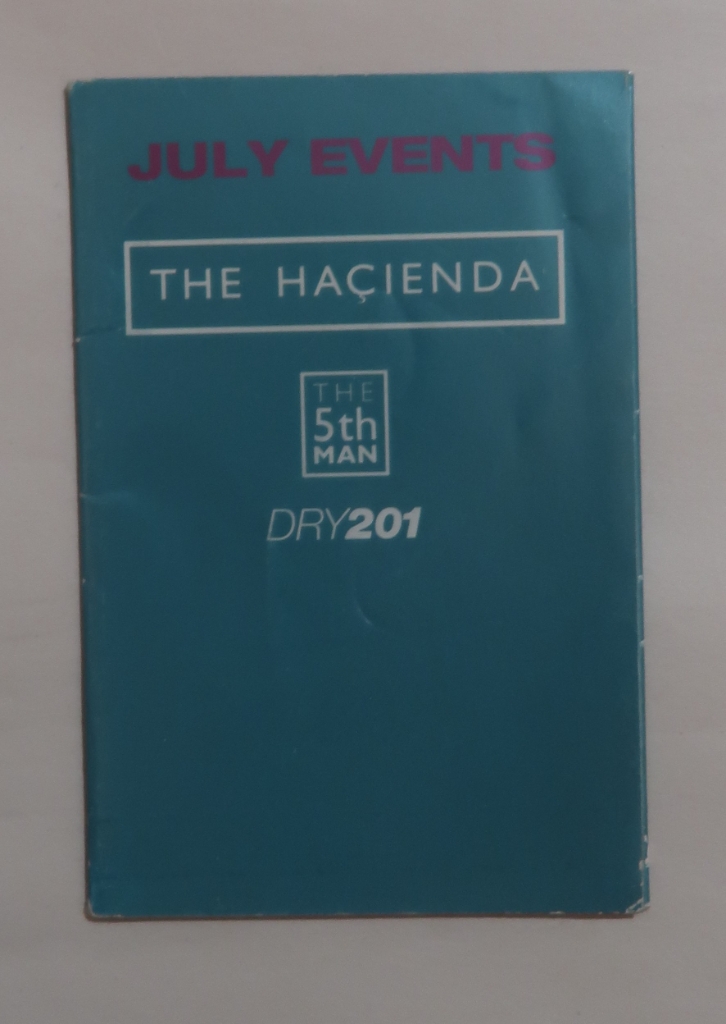 JULY EVENTS
THE HAÇIENDA
THE
5th
MAN
DRY201